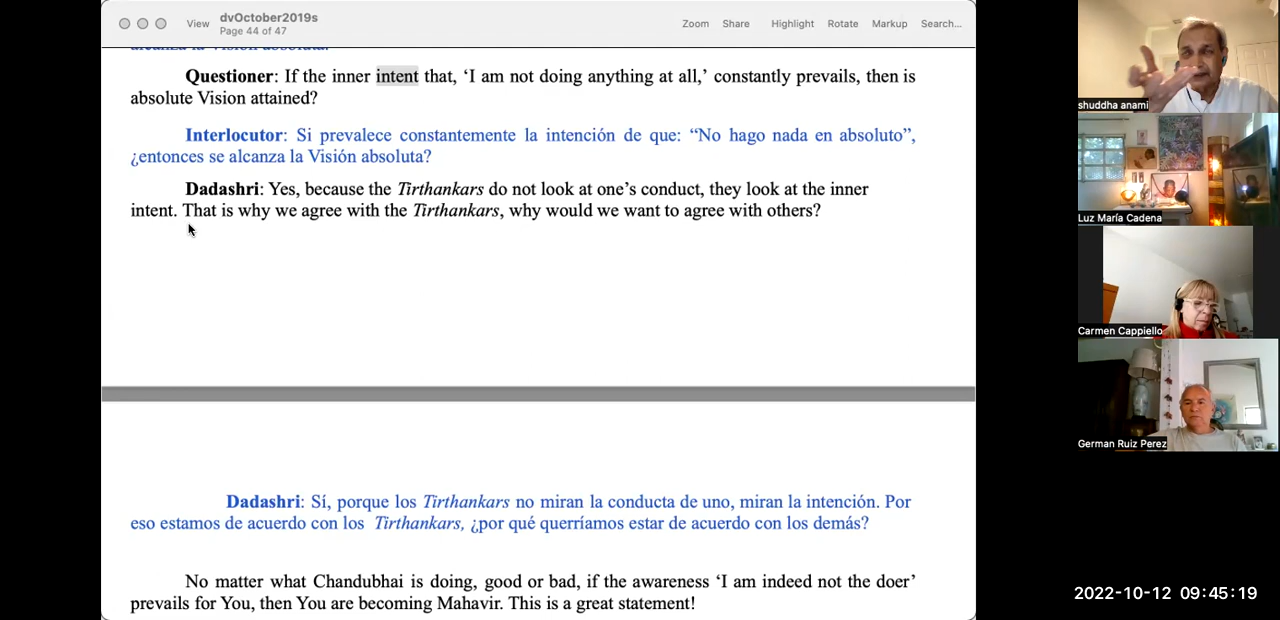 View
dvOctober2019s
Page 44 of 47
Zoom Share Highlight Rotate Markup Search...
alcanza la Visión absoluta.
Questioner: If the inner intent that, ‘I am not doing anything at all,’ constantly prevails, then is
absolute Vision attained?
Interlocutor: Si prevalece constantemente la intención de que: “No hago nada en absoluto”,
¿entonces se alcanza la Visión absoluta?
Dadashri: Yes, because the Tirthankars do not look at one’s conduct, they look at the inner
intent. That is why we agree with the Tirthankars, why would we want to agree with others?
Dadashri: Sí, porque los Tirthankars no miran la conducta de uno, miran la intención. Por
eso estamos de acuerdo con los Tirthankars, ¿por qué querríamos estar de acuerdo con los demás?
No matter what Chandubhai is doing, good or bad, if the awareness ‘I am indeed not the doer’
prevails for You, then You are becoming Mahavir. This is a great statement!
shuddha anami
Luz María Cadena
Carmen Cappiello
German Ruiz Perez
2022-10-12 09:45:19